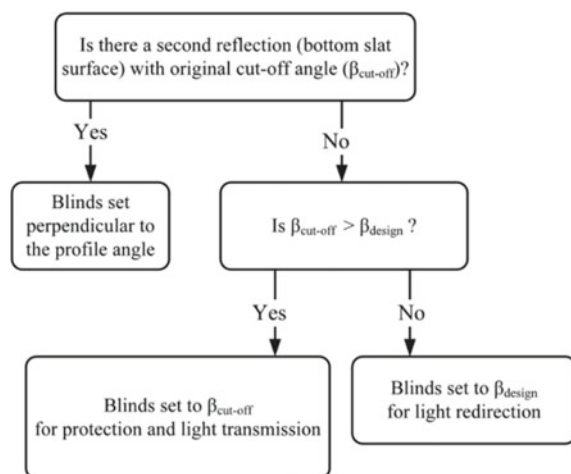 Is there a second reflection (bottom slat
surface) with original cut-off angle (βcut-off)?
Yes
No
Blinds set
perpendicular to
the profile angle
Is βcut-off > βdesign ?
Yes
No
Blinds set to βcut-off
for protection and light transmission
Blinds set to βdesign
for light redirection